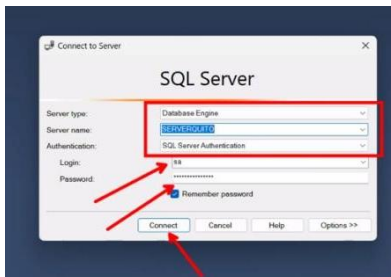 Connect to Server
SQL Server
Server type: Database Engine
Server name: SERVERQUITO
Authentication: SQL Server Authentication
Login: sa
Password: ***************
Remember password
Connect Cancel Help Options >>